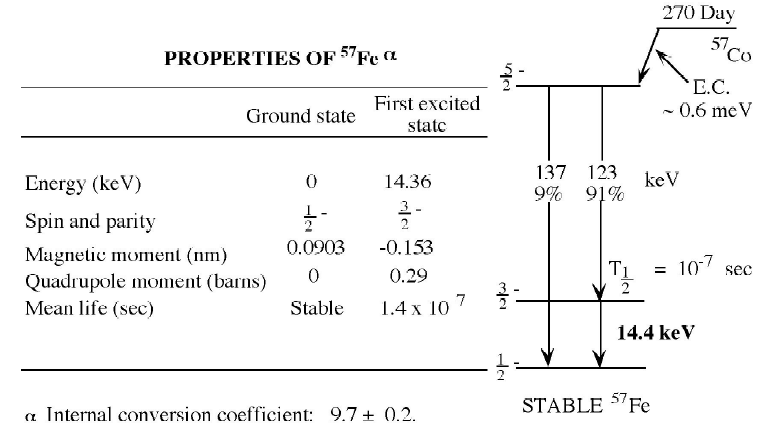 PROPERTIES OF ⁵⁷Fe α
Ground state First excited state
Energy (keV) 0 14.36
Spin and parity 1/2 - 3/2 -
Magnetic moment (nm) 0.0903 -0.153
Quadrupole moment (barns) 0 0.29
Mean life (sec) Stable 1.4 x 10 ⁷
α Internal conversion coefficient: 9.7 ± 0.2.
270 Day
⁵⁷Co
E.C.
~ 0.6 meV
5/2 -
137 123 keV
9% 91%
T1/2 = 10⁻⁷ sec
3/2 -
14.4 keV
1/2 -
STABLE ⁵⁷Fe